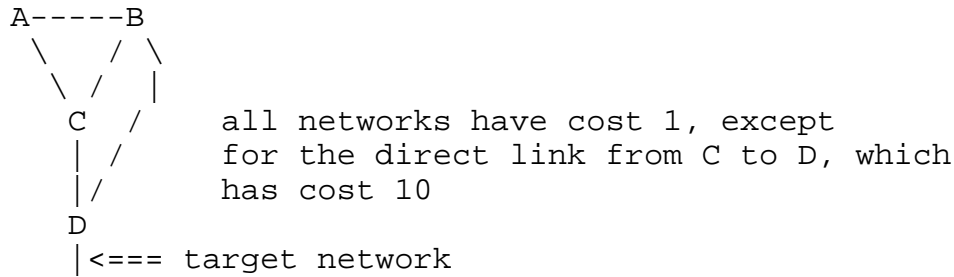 A-----B
 \   / \
  \ /  |
   C  /    all networks have cost 1, except
   | /     for the direct link from C to D, which
   |/      has cost 10
   D
   |<=== target network